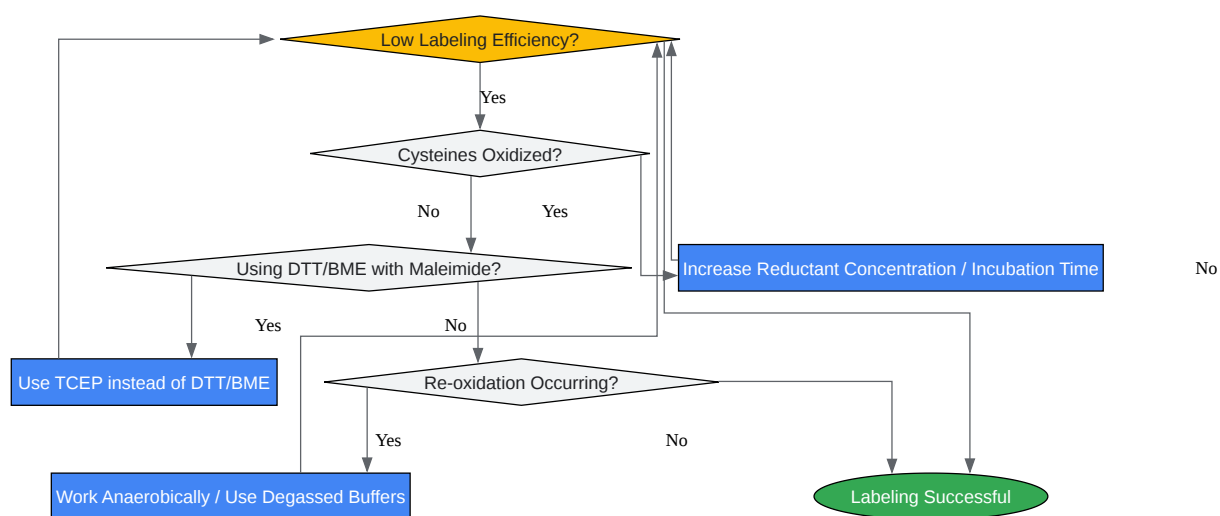 Low Labeling Efficiency?
Yes
Cysteines Oxidized?
No
Yes
Using DTT/BME with Maleimide?
Increase Reductant Concentration / Incubation Time
No
Yes
No
Use TCEP instead of DTT/BME
Re-oxidation Occurring?
Yes
No
Work Anaerobically / Use Degassed Buffers
Labeling Successful